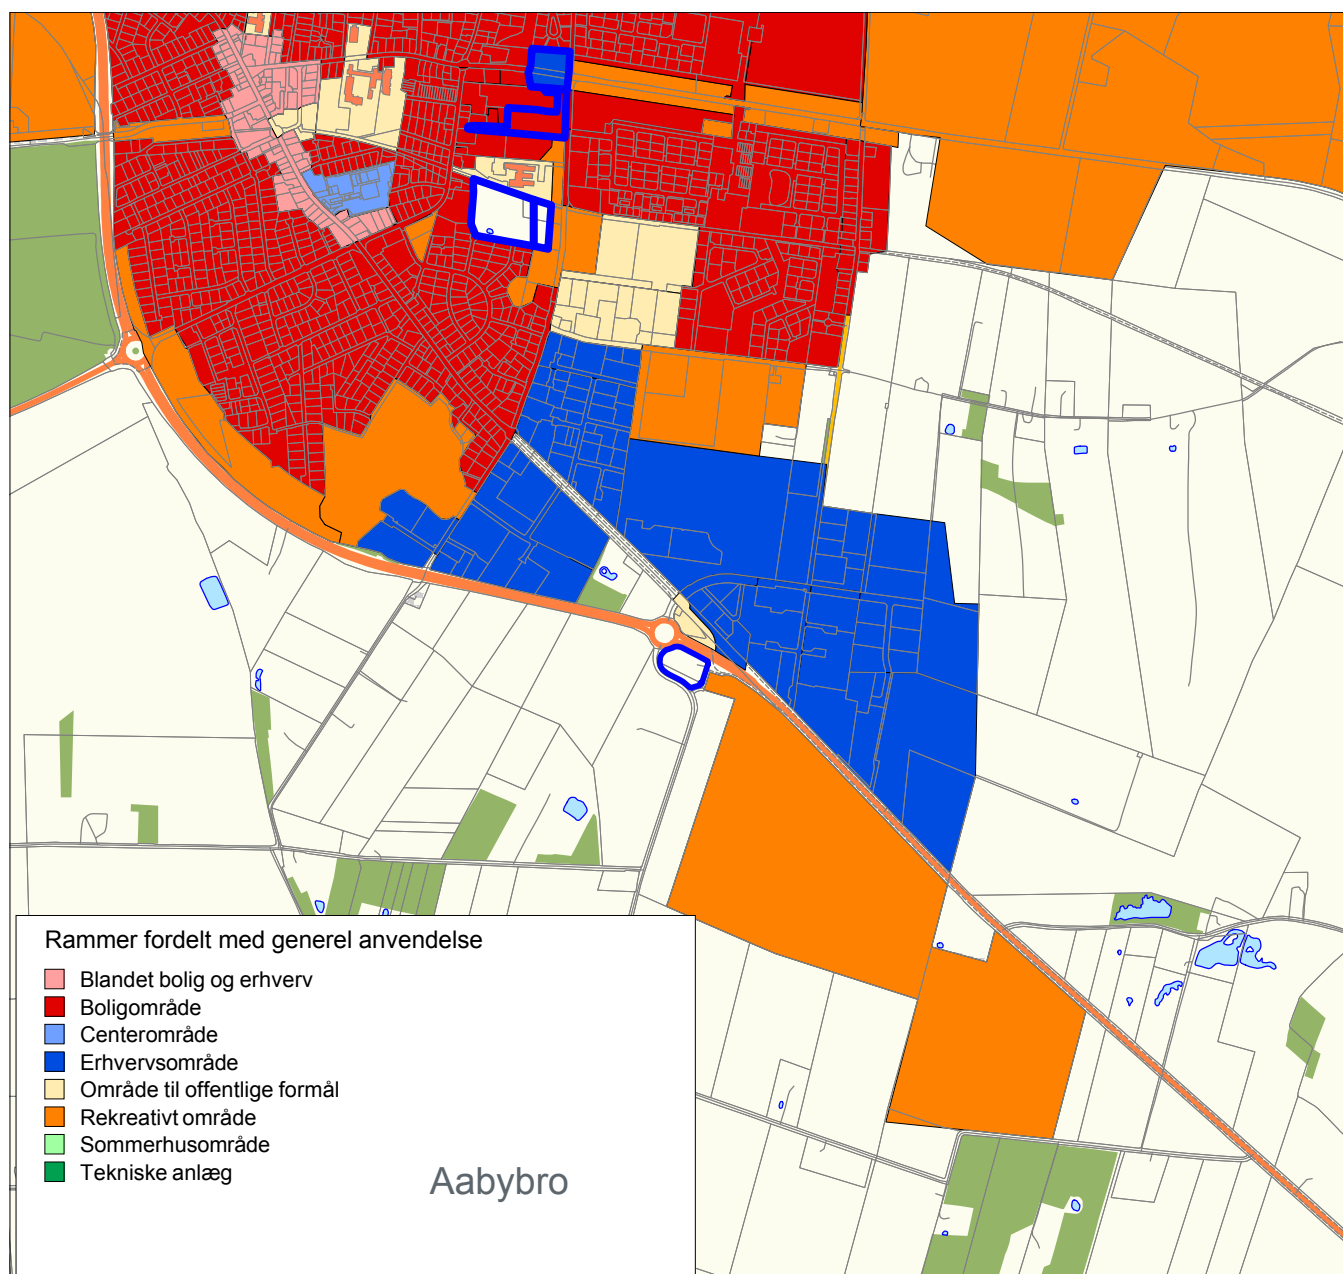 Rammer fordelt med generel anvendelse
Blandet bolig og erhverv
Boligområde
Centerområde
Erhvervsområde
Område til offentlige formål
Rekreativt område
Sommerhusområde
Tekniske anlæg
Aabybro